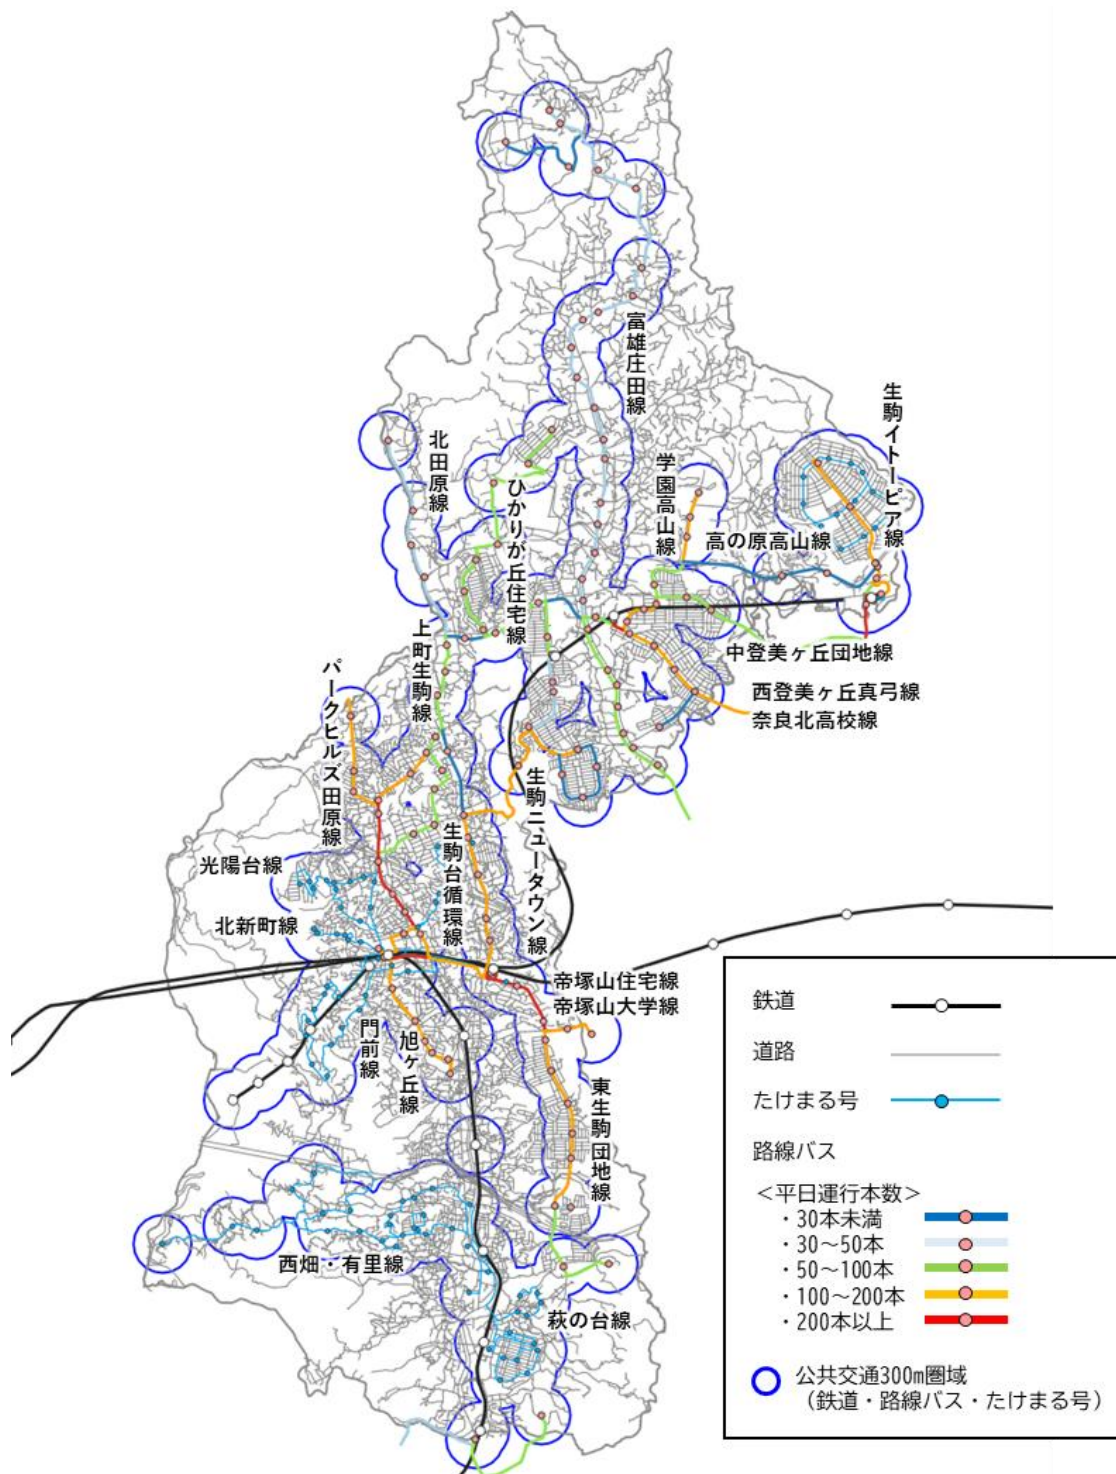 富雄庄田線
生駒イトーピア線
北田原線
学園高山線
ひかりが丘住宅線
高の原高山線
上町生駒線
中登美ヶ丘団地線
パークヒルズ田原線
西登美ヶ丘真弓線
奈良北高校線
生駒ニュータウン線
生駒台循環線
光陽台線
北新町線
帝塚山住宅線
帝塚山大学線
門前線
旭ヶ丘線
東生駒団地線
西畑・有里線
萩の台線
鉄道
道路
たけまる号
路線バス
＜平日運行本数＞
・30本未満
・30～50本
・50～100本
・100～200本
・200本以上
公共交通300m圏域
（鉄道・路線バス・たけまる号）